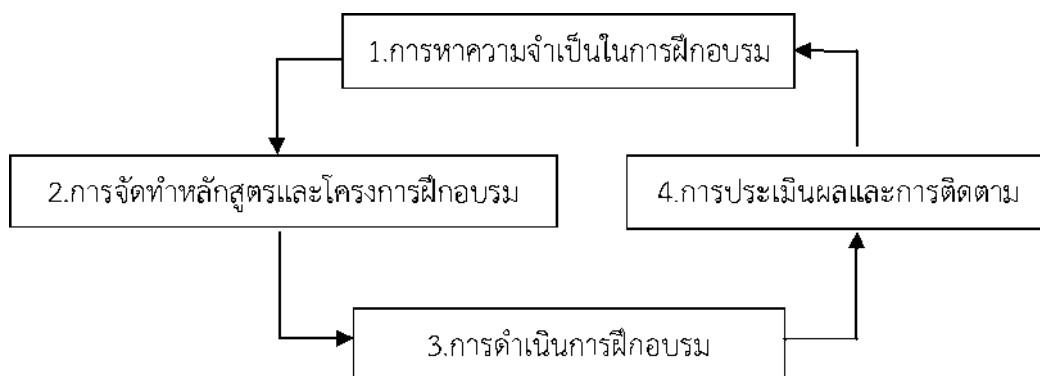 1.การหาความจำเป็นในการฝึกอบรม
2.การจัดทำหลักสูตรและโครงการฝึกอบรม
4.การประเมินผลและการติดตาม
3.การดำเนินการฝึกอบรม